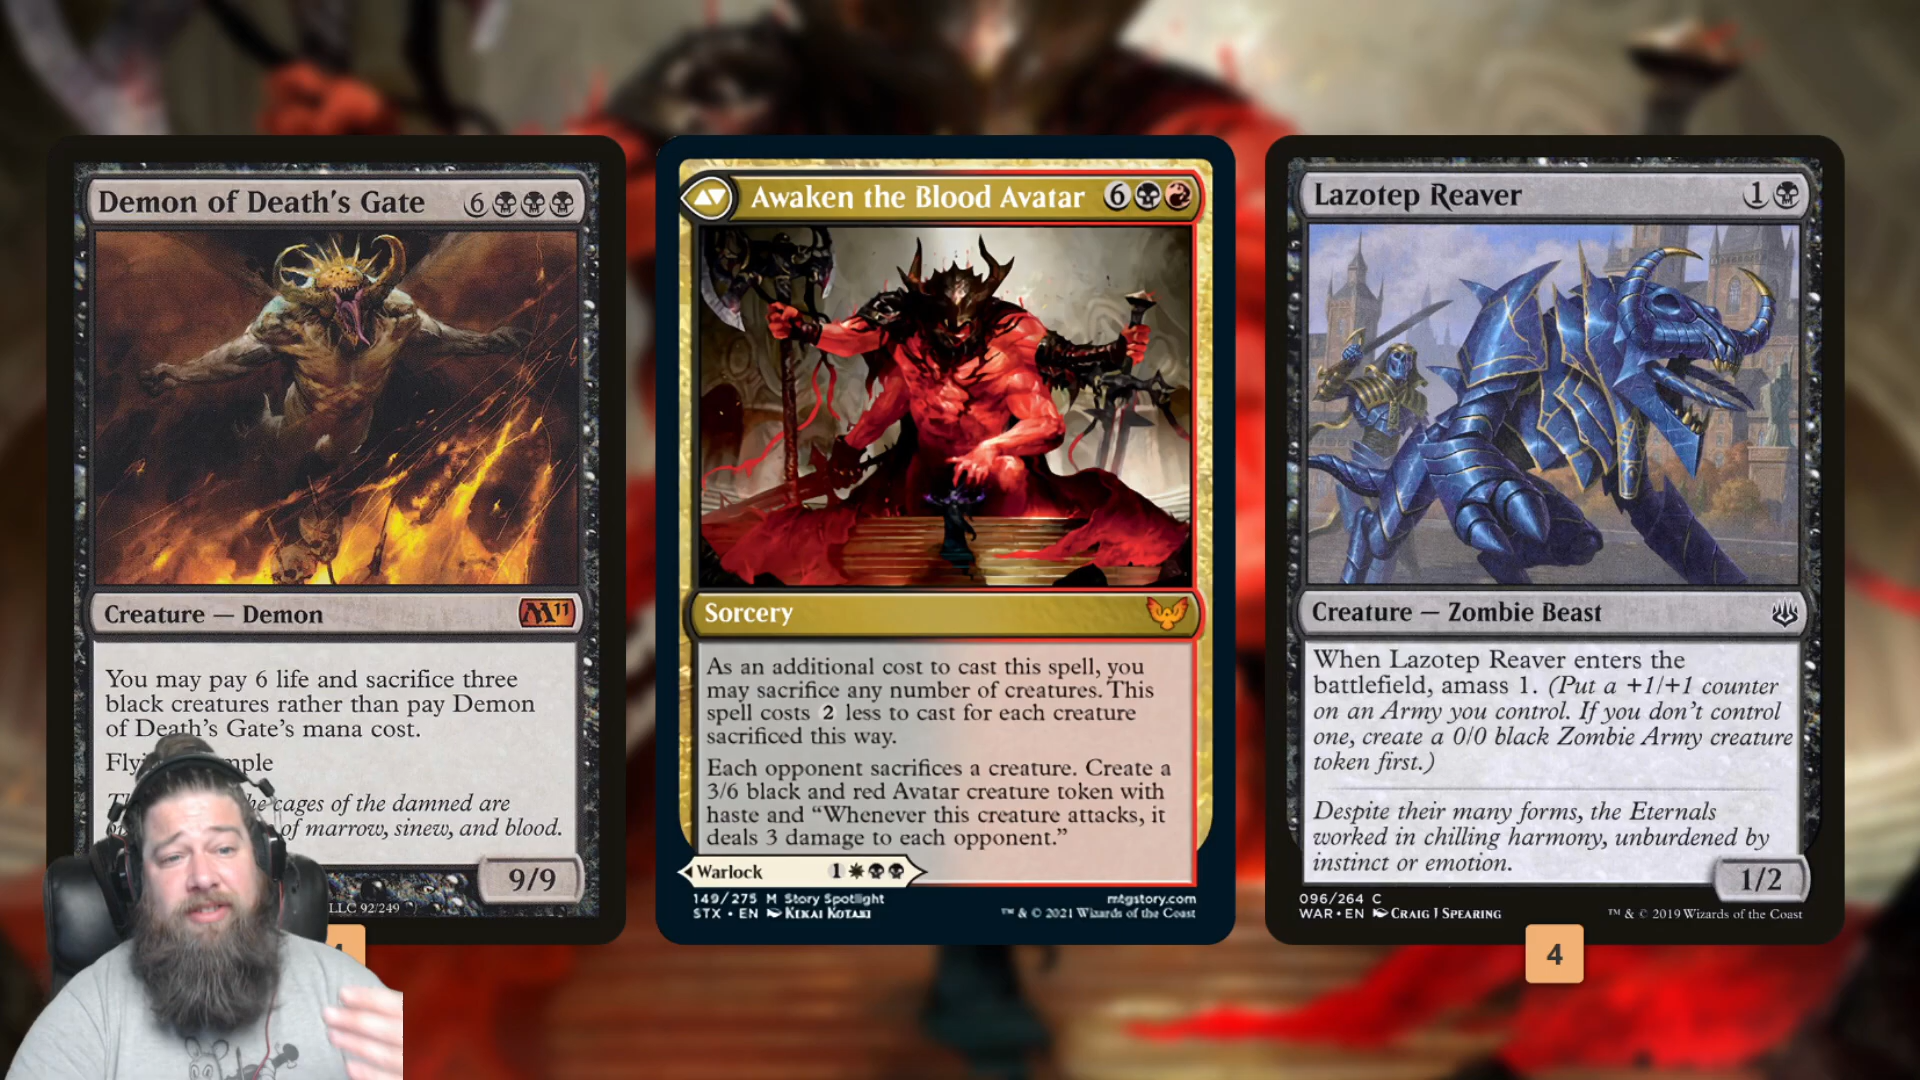 Demon of Death's Gate 6
M11
Creature — Demon
You may pay 6 life and sacrifice three
black creatures rather than pay Demon
of Death's Gate's mana cost.
he cages of the damned are
of marrow, sinew, and blood.
9/9
LLC 92/249
Awaken the Blood Avatar 6
Sorcery
As an additional cost to cast this spell, you
may sacrifice any number of creatures. This
spell costs 2 less to cast for each creature
sacrificed this way.
Each opponent sacrifices a creature. Create a
3/6 black and red Avatar creature token with
haste and “Whenever this creature attacks, it
deals 3 damage to each opponent.”
Warlock 1
149/275 M Story Spotlight
STX • EN Kekai Kotaki
mtgstory.com
™ & © 2021 Wizards of the Coast
Lazotep Reaver 1
Creature — Zombie Beast
When Lazotep Reaver enters the
battlefield, amass 1. (Put a +1/+1 counter
on an Army you control. If you don't control
one, create a 0/0 black Zombie Army creature
token first.)
Despite their many forms, the Eternals
worked in chilling harmony, unburdened by
instinct or emotion.
1/2
096/264 C
WAR • EN Craig J Spearing
™ & © 2019 Wizards of the Coast
4